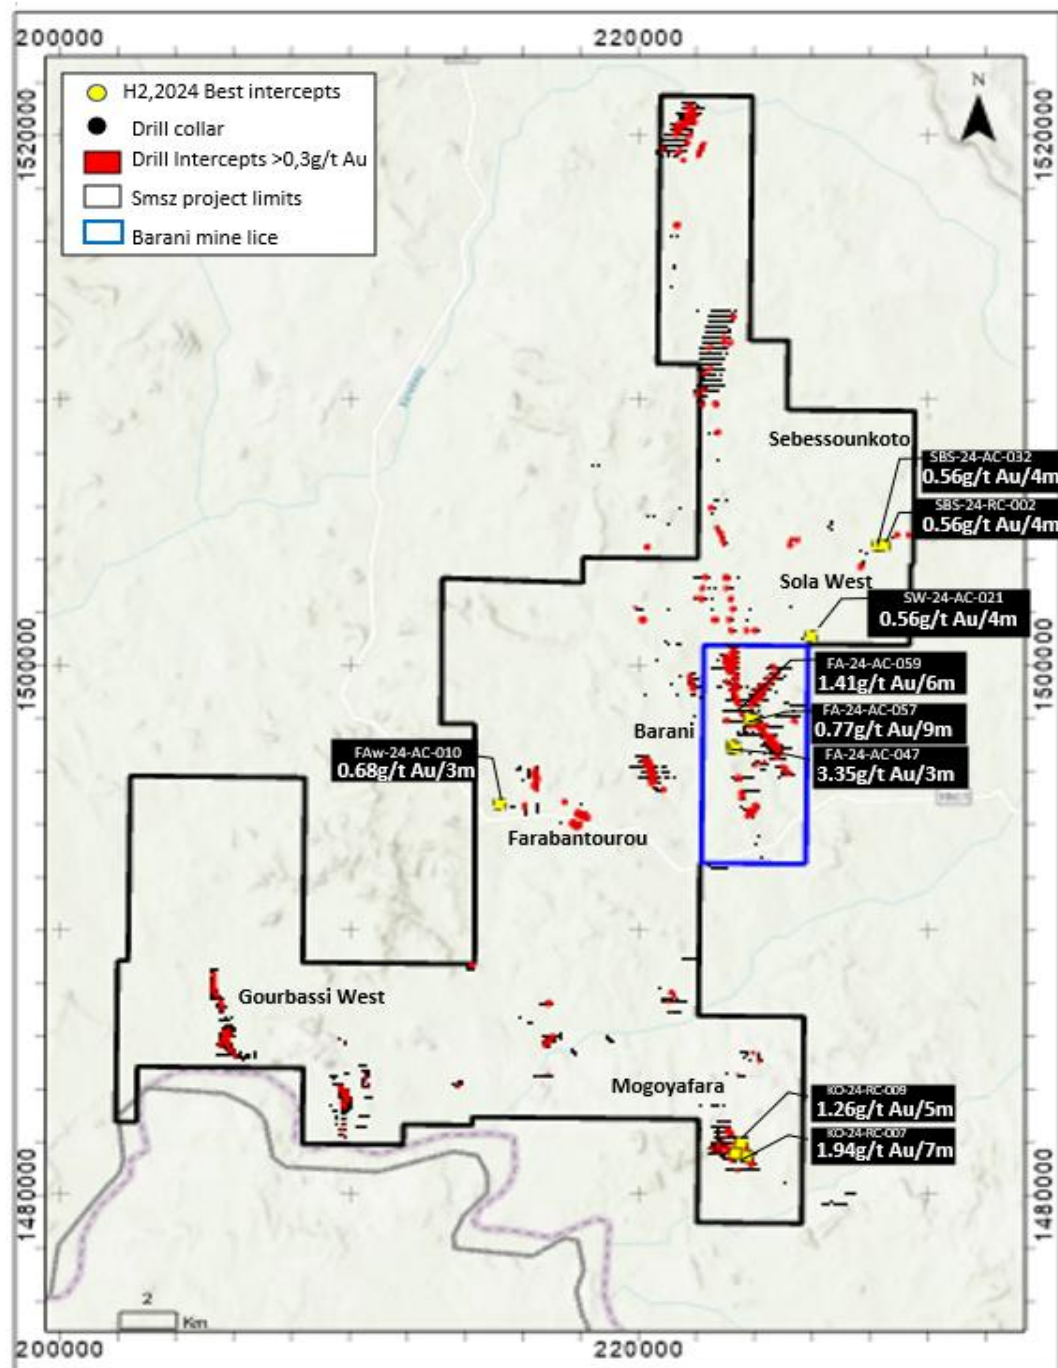 200000
220000
H2,2024 Best intercepts
Drill collar
Drill Intercepts >0,3g/t Au
Smsz project limits
Barani mine lice
N
1520000
1520000
Sebessounkoto
SBS-24-AC-032
0.56g/t Au/4m
SBS-24-RC-002
0.56g/t Au/4m
Sola West
SW-24-AC-021
0.56g/t Au/4m
1500000
1500000
FA-24-AC-059
1.41g/t Au/6m
Barani
FA-24-AC-057
0.77g/t Au/9m
FAw-24-AC-010
0.68g/t Au/3m
FA-24-AC-047
3.35g/t Au/3m
Farabantourou
Gourbassi West
Mogoyafara
KO-24-RC-009
1.26g/t Au/5m
KO-24-RC-007
1.94g/t Au/7m
1480000
1480000
2
Km
200000
220000